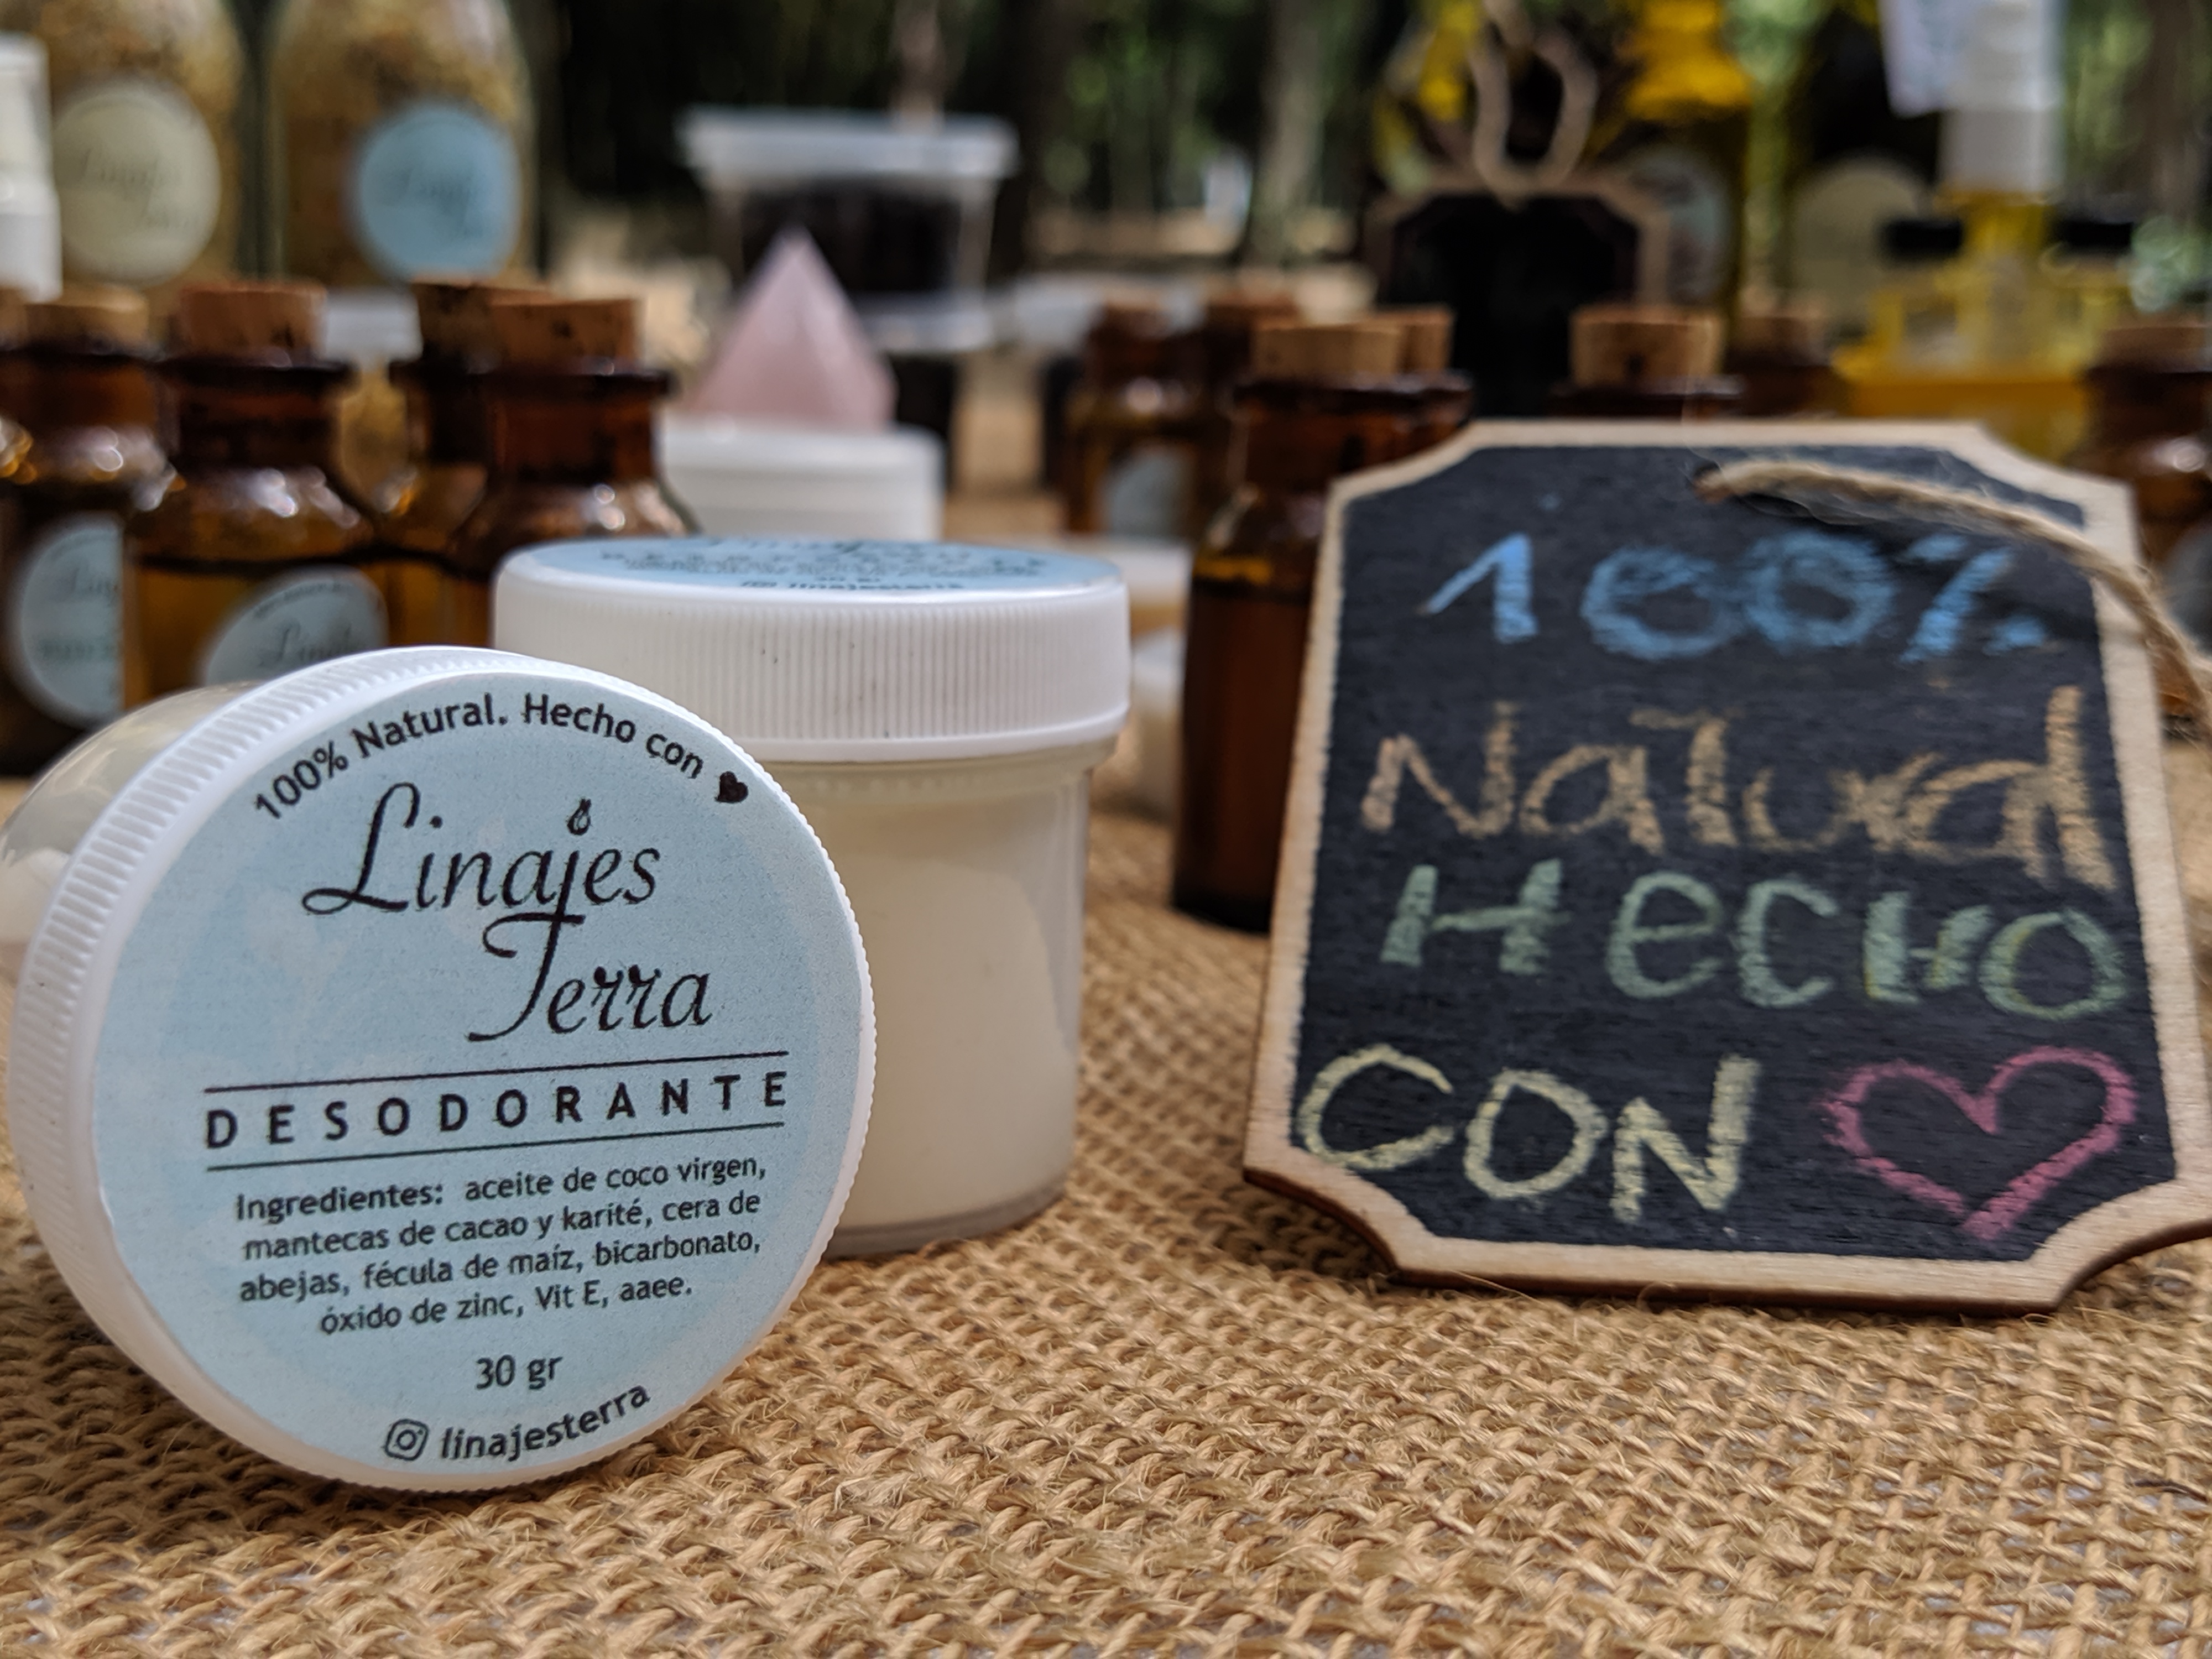 100% Natural. Hecho con ♥
Linajes
Terra
DESODORANTE
Ingredientes: aceite de coco virgen,
mantecas de cacao y karité, cera de
abejas, fécula de maíz, bicarbonato,
óxido de zinc, Vit E, aaee.
30 gr
linajesterra
linajesterra
100%
Natural
HecHo
CON ♡